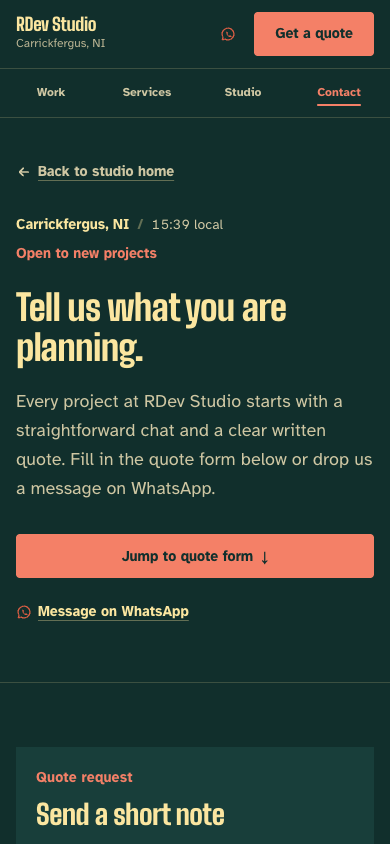 RDev Studio
Carrickfergus, NI
Get a quote
Work
Services
Studio
Contact
← Back to studio home
Carrickfergus, NI / 15:39 local
Open to new projects
Tell us what you are
planning.
Every project at RDev Studio starts with a
straightforward chat and a clear written
quote. Fill in the quote form below or drop us
a message on WhatsApp.
Jump to quote form ↓
Message on WhatsApp
Quote request
Send a short note